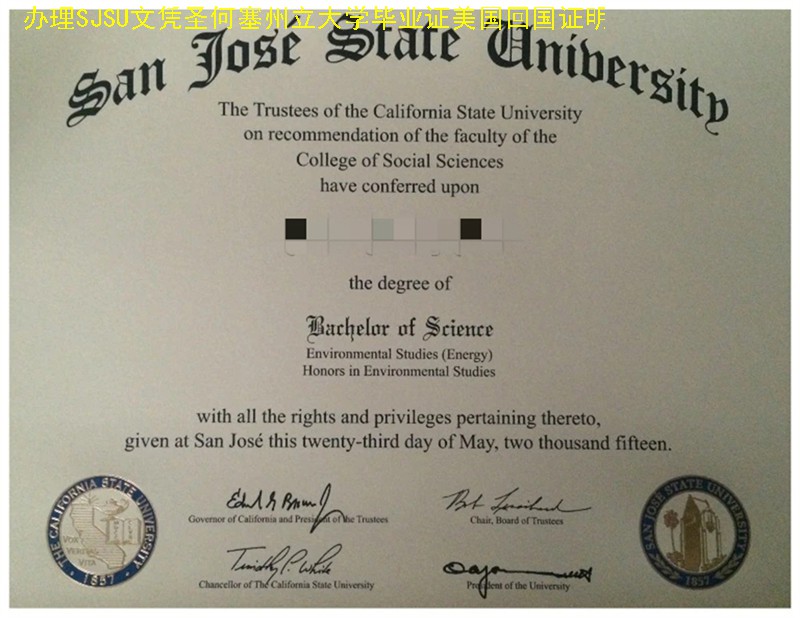 办理SJSU文凭圣何塞州立大学毕业证美国回国证明
San José State University
The Trustees of the California State University
on recommendation of the faculty of the
College of Social Sciences
have conferred upon
the degree of
Bachelor of Science
Environmental Studies (Energy)
Honors in Environmental Studies
with all the rights and privileges pertaining thereto,
given at San José this twenty-third day of May, two thousand fifteen.
Governor of California and President of the Trustees
Chair, Board of Trustees
Timothy P. White
Chancellor of The California State University
President of the University
THE CALIFORNIA STATE UNIVERSITY
VOX
VERITAS
VITA
1857
SAN JOSE STATE UNIVERSITY
1857